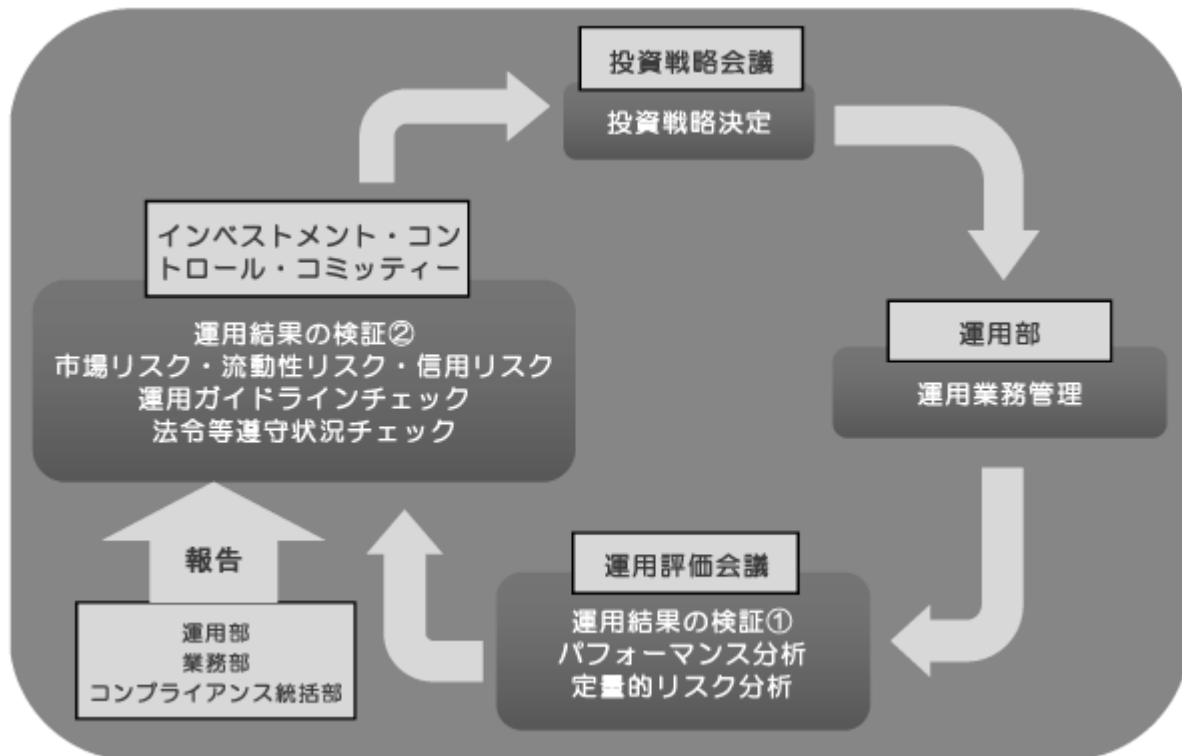 投資戦略会議
投資戦略決定
運用部
運用業務管理
運用評価会議
運用結果の検証①
パフォーマンス分析
定量的リスク分析
インベストメント・コン
トロール・コミッティー
運用結果の検証②
市場リスク・流動性リスク・信用リスク
運用ガイドラインチェック
法令等遵守状況チェック
報告
運用部
業務部
コンプライアンス統括部